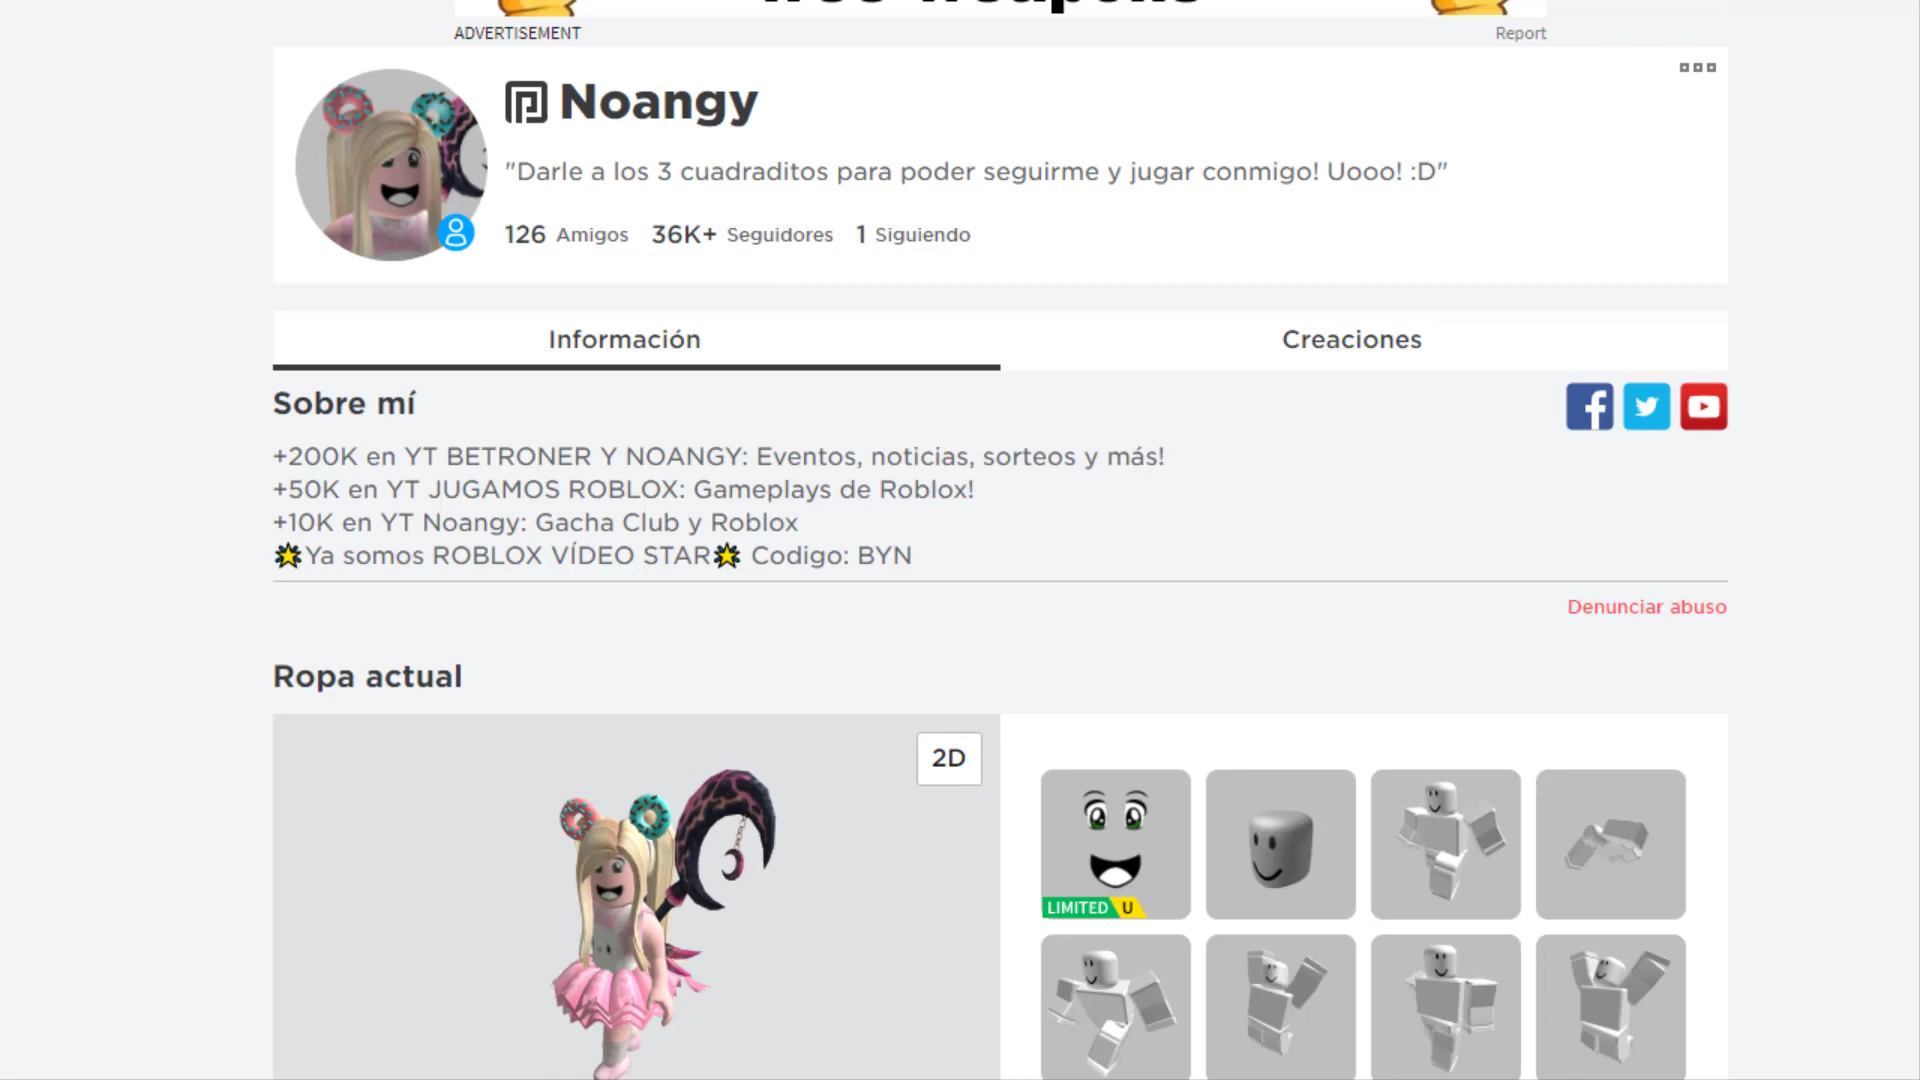 ADVERTISEMENT
Report
Noangy
"Darle a los 3 cuadraditos para poder seguirme y jugar conmigo! Uooo! :D"
126 Amigos 36K+ Seguidores 1 Siguiendo
Información
Creaciones
Sobre mí
+200K en YT BETRONER Y NOANGY: Eventos, noticias, sorteos y más!
+50K en YT JUGAMOS ROBLOX: Gameplays de Roblox!
+10K en YT Noangy: Gacha Club y Roblox
🌟Ya somos ROBLOX VÍDEO STAR🌟 Codigo: BYN
Denunciar abuso
Ropa actual
2D
LIMITED U